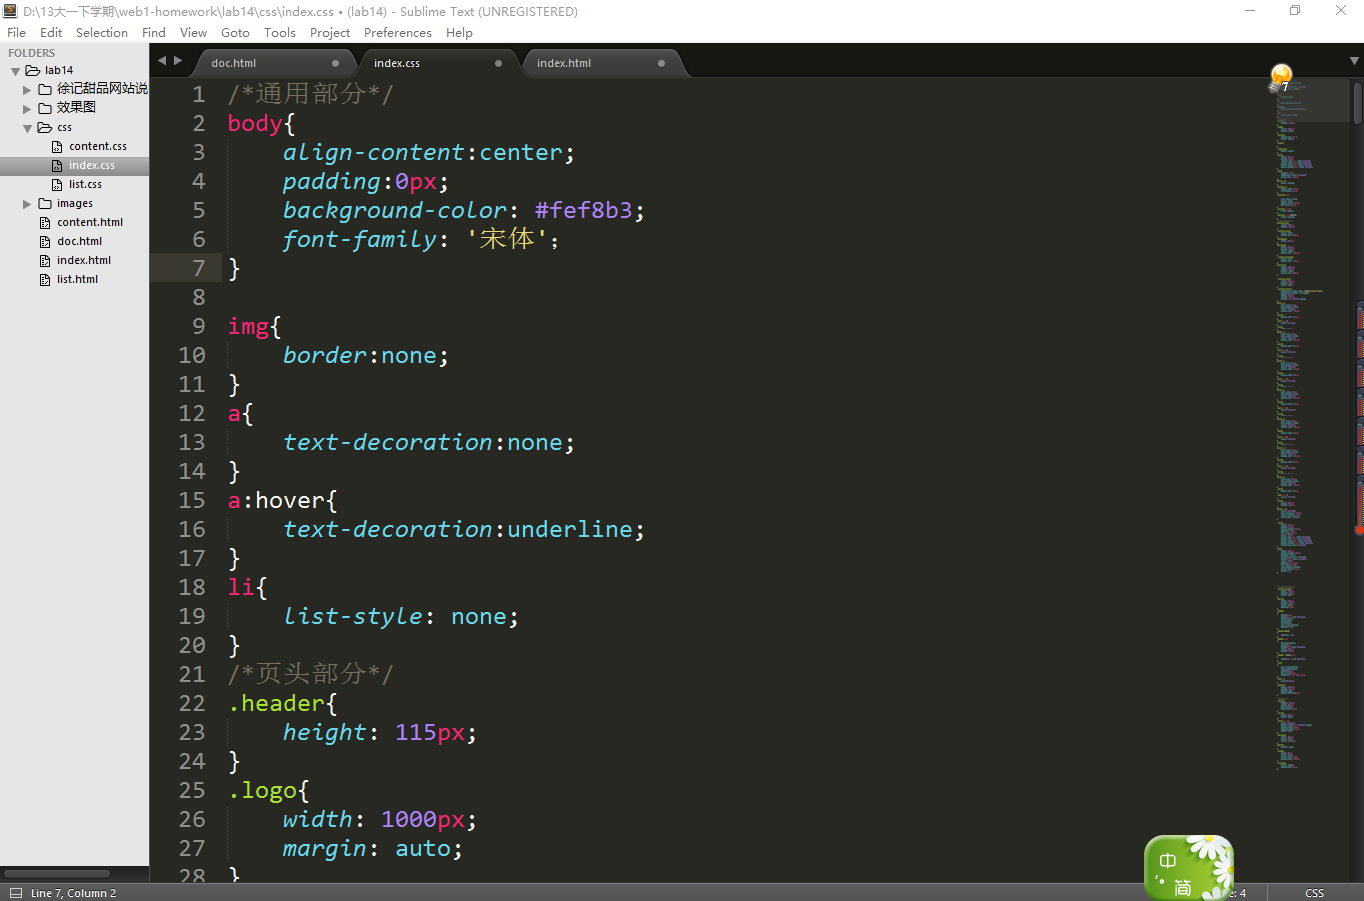 D:\13大一下学期\web1-homework\lab14\css\index.css • (lab14) - Sublime Text (UNREGISTERED)
File Edit Selection Find View Goto Tools Project Preferences Help
FOLDERS
lab14
徐记甜品网站说
效果图
css
content.css
index.css
list.css
images
content.html
doc.html
index.html
list.html
doc.html index.css index.html
7
1 /*通用部分*/
2 body{
3 align-content:center;
4 padding:0px;
5 background-color: #fef8b3;
6 font-family: '宋体';
7 }
8
9 img{
10 border:none;
11 }
12 a{
13 text-decoration:none;
14 }
15 a:hover{
16 text-decoration:underline;
17 }
18 li{
19 list-style: none;
20 }
21 /*页头部分*/
22 .header{
23 height: 115px;
24 }
25 .logo{
26 width: 1000px;
27 margin: auto;
28 }
中
简
Line 7, Column 2
: 4 CSS